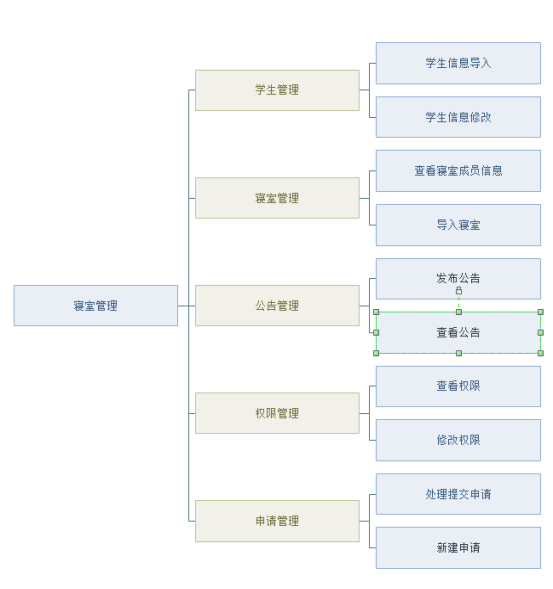 学生信息导入
学生管理
学生信息修改
查看寝室成员信息
寝室管理
导入寝室
发布公告
寝室管理
公告管理
查看公告
查看权限
权限管理
修改权限
处理提交申请
申请管理
新建申请